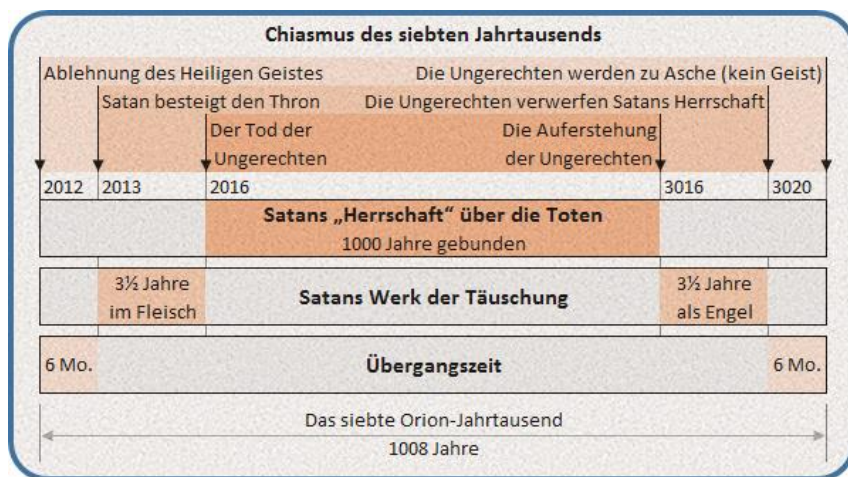 Chiasmus des siebten Jahrtausends
Ablehnung des Heiligen Geistes Die Ungerechten werden zu Asche (kein Geist)
Satan besteigt den Thron Die Ungerechten verwerfen Satans Herrschaft
Der Tod der Die Auferstehung
Ungerechten der Ungerechten
2012 2013 2016 3016 3020
Satans „Herrschaft“ über die Toten
1000 Jahre gebunden
3½ Jahre 3½ Jahre
im Fleisch Satans Werk der Täuschung als Engel
6 Mo. Übergangszeit 6 Mo.
Das siebte Orion-Jahrtausend
1008 Jahre